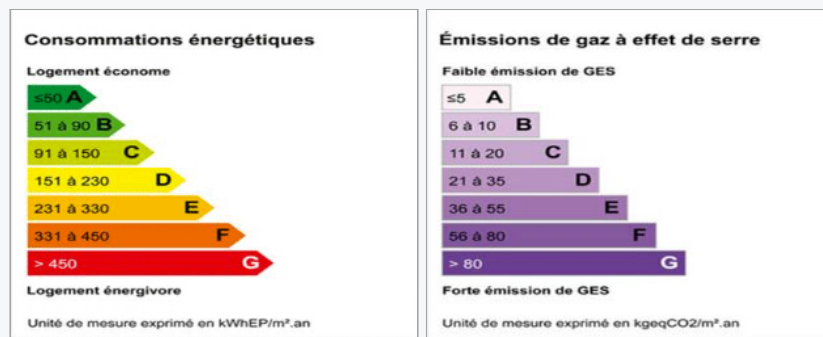 Consommations énergétiques
Logement économe
≤50 A
51 à 90 B
91 à 150 C
151 à 230 D
231 à 330 E
331 à 450 F
> 450 G
Logement énergivore
Unité de mesure exprimé en kWhEP/m².an
Émissions de gaz à effet de serre
Faible émission de GES
≤5 A
6 à 10 B
11 à 20 C
21 à 35 D
36 à 55 E
56 à 80 F
> 80 G
Forte émission de GES
Unité de mesure exprimé en kgeqCO2/m².an